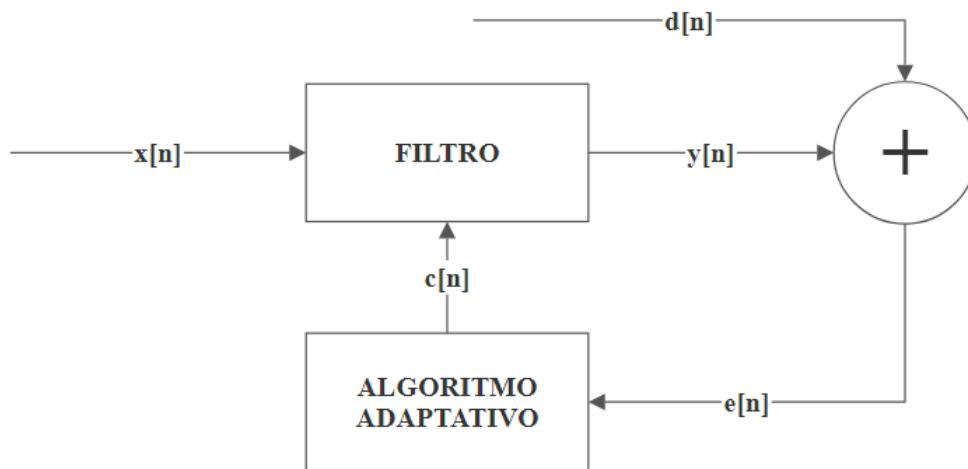 d[n]
x[n]
FILTRO
y[n]
+
c[n]
ALGORITMO
ADAPTATIVO
e[n]